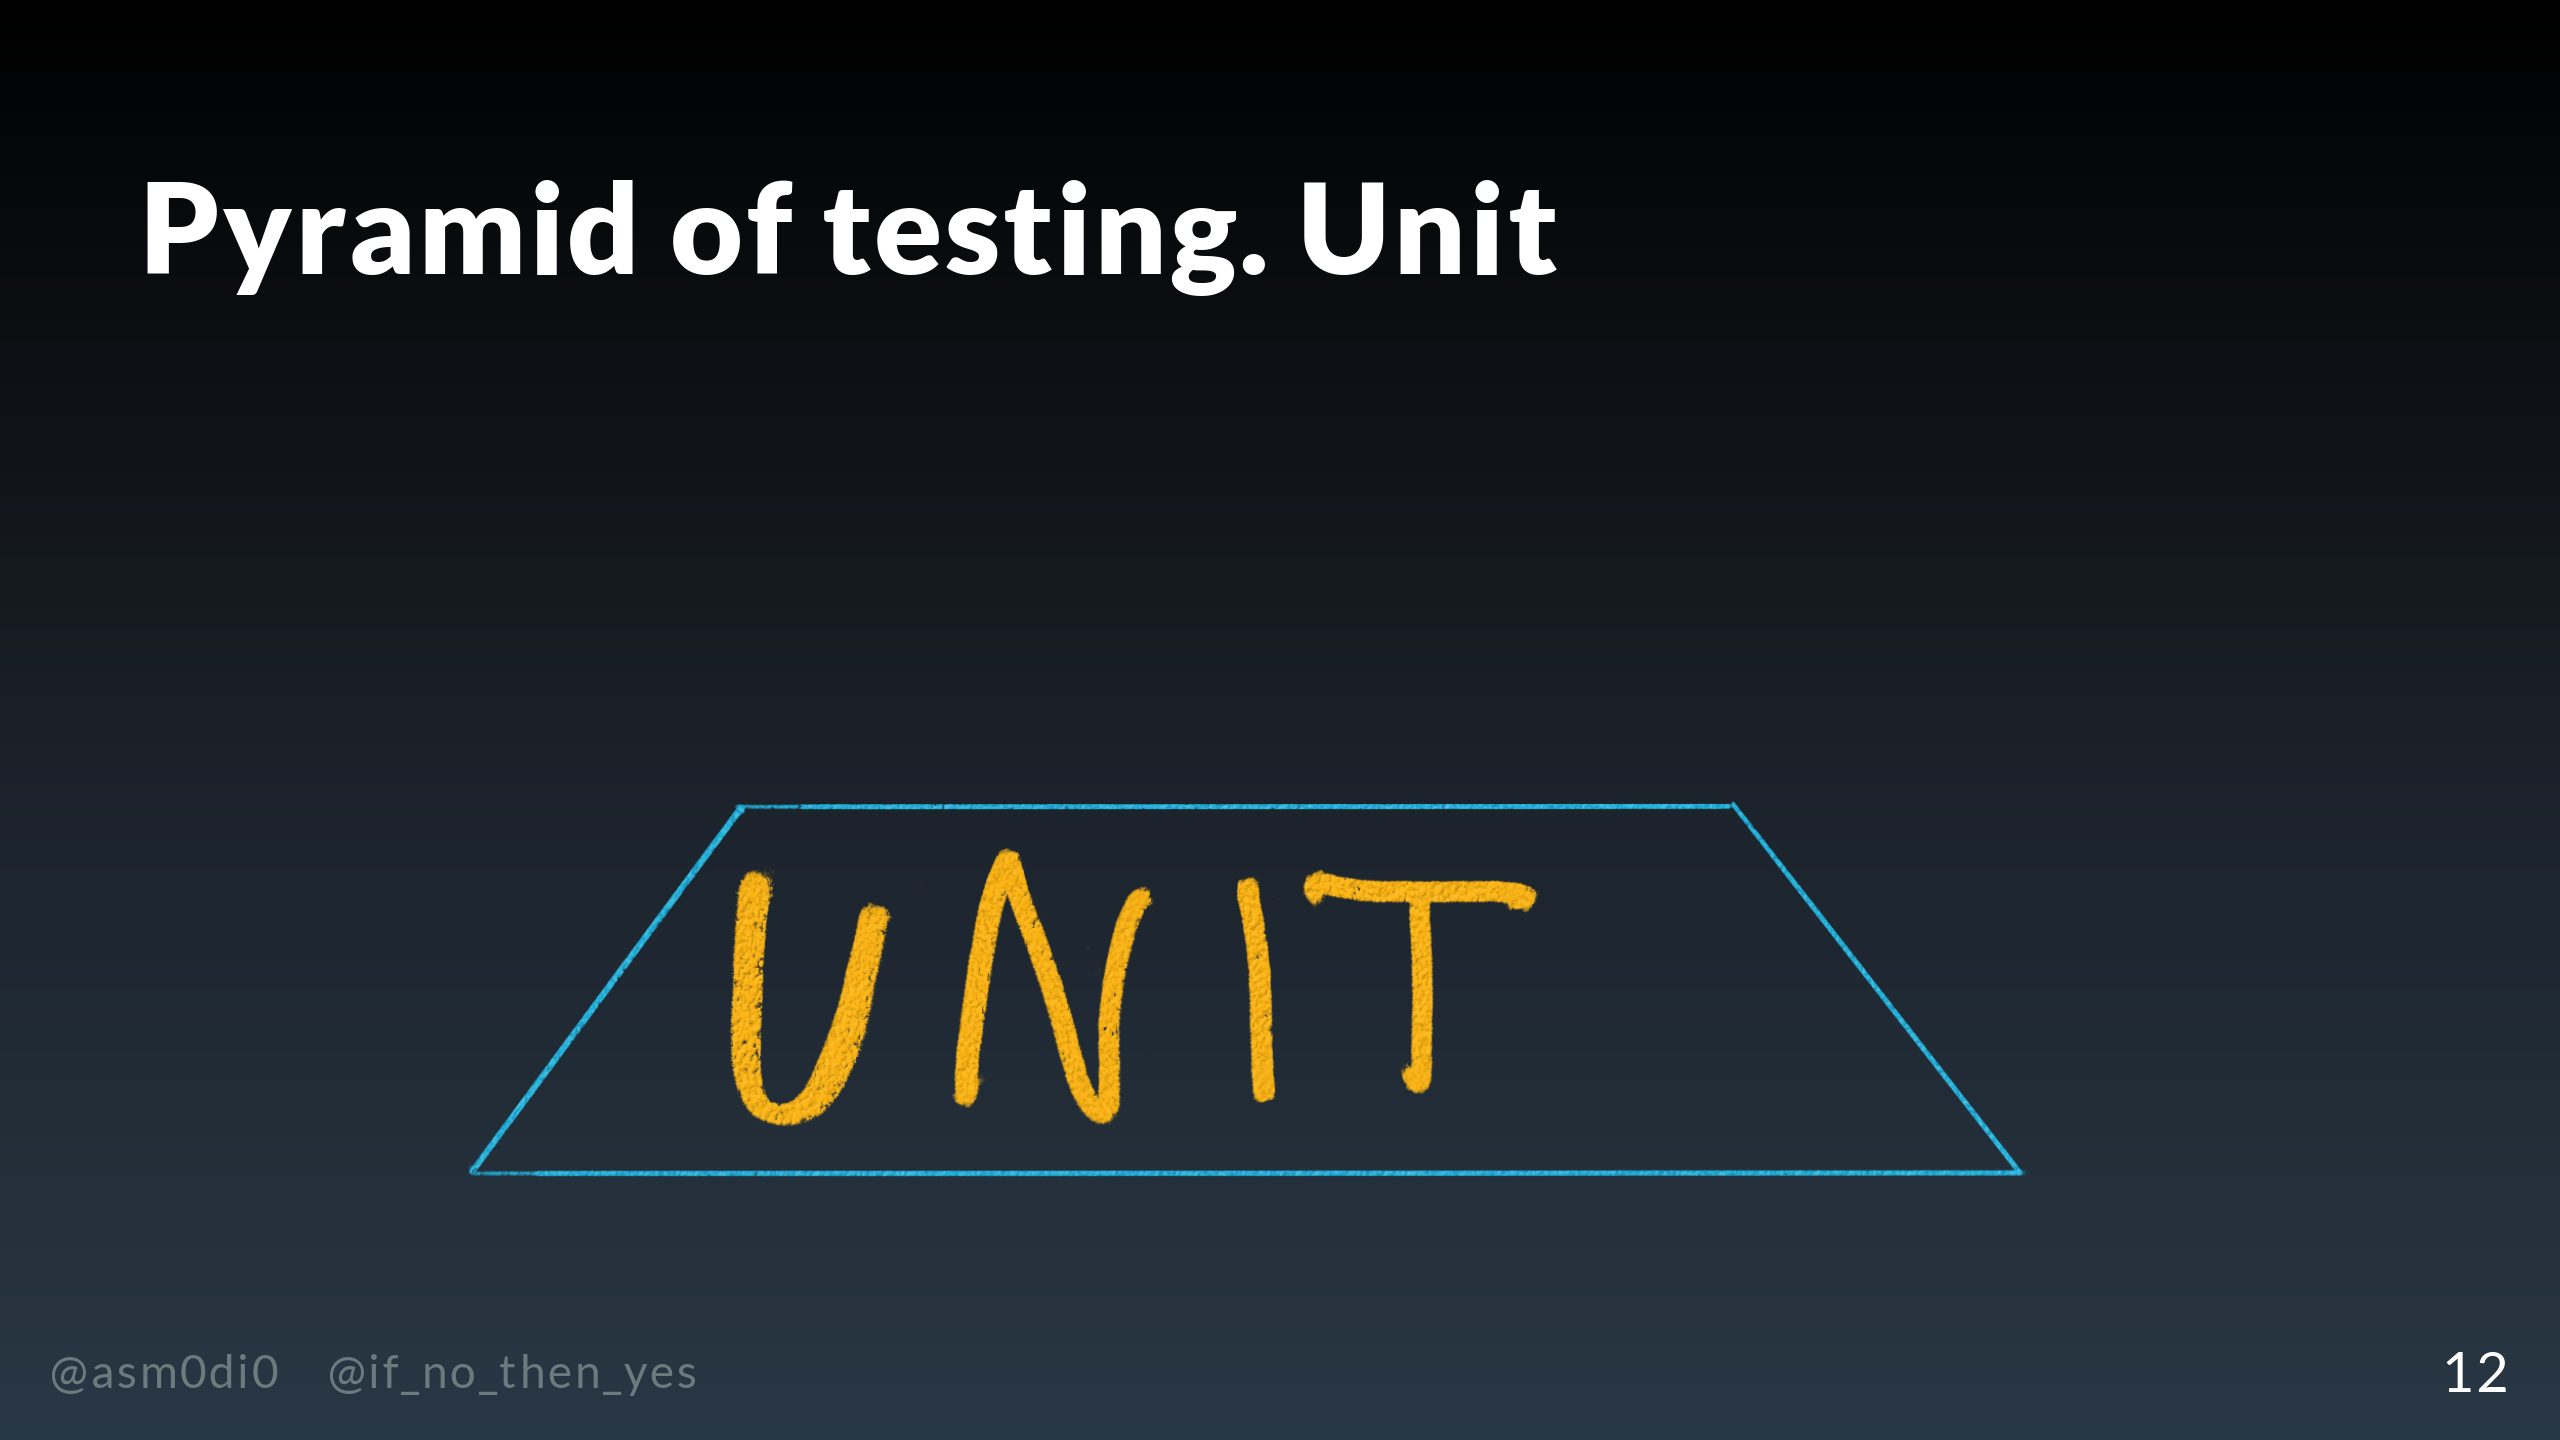 Pyramid of testing. Unit
UNIT
@asm0di0 @if_no_then_yes
12